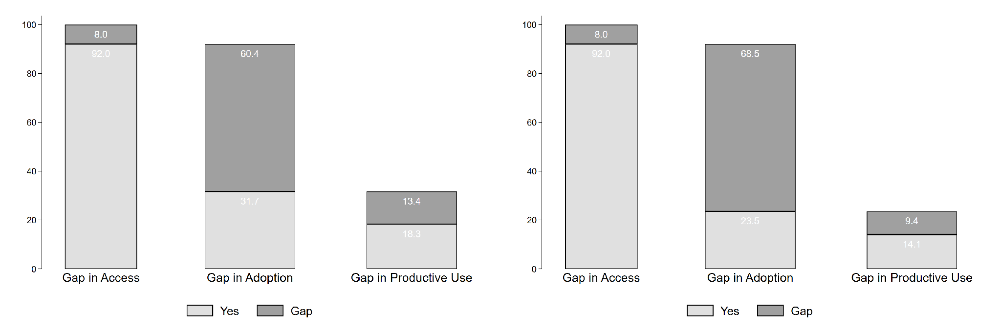 100
80
60
40
20
0
8.0
92.0
60.4
31.7
13.4
18.3
Gap in Access
Gap in Adoption
Gap in Productive Use
Yes
Gap
100
80
60
40
20
0
8.0
92.0
68.5
23.5
9.4
14.1
Gap in Access
Gap in Adoption
Gap in Productive Use
Yes
Gap